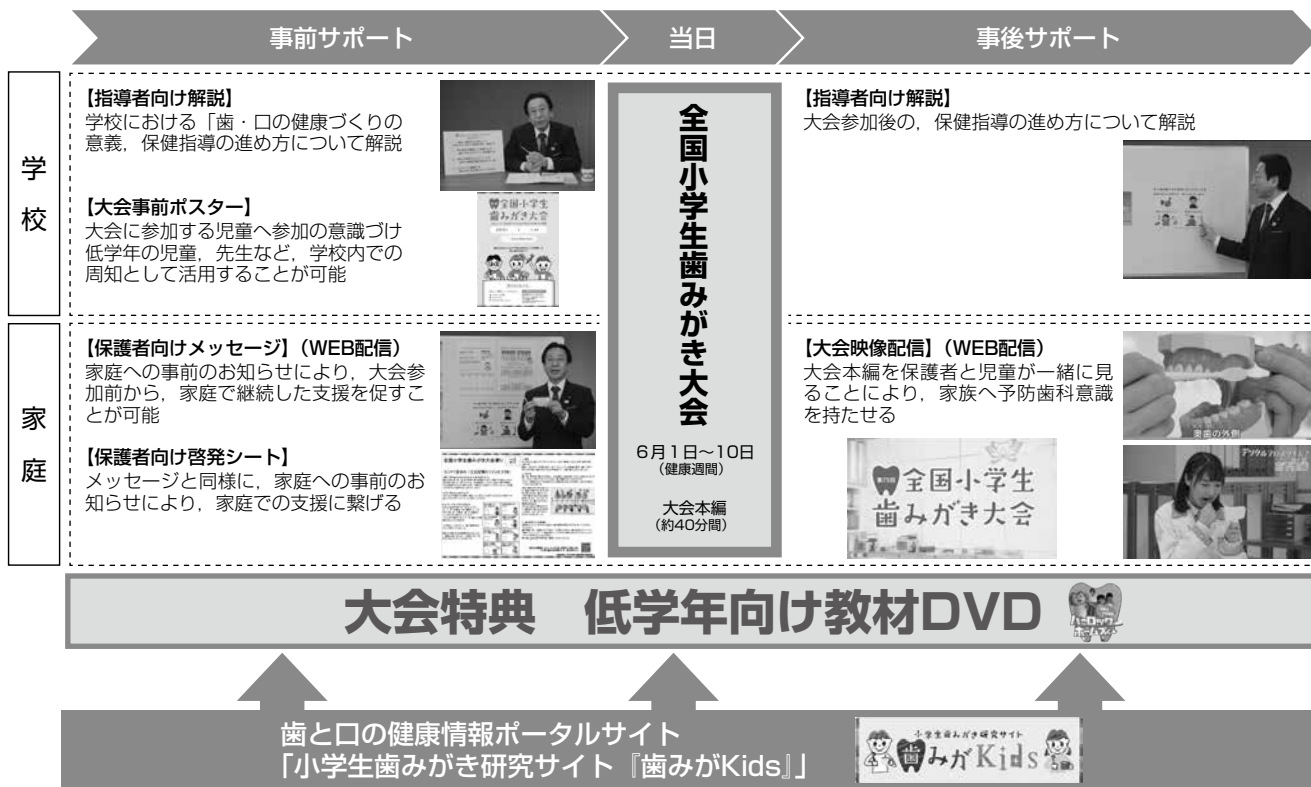 事前サポート
当日
事後サポート
学校
【指導者向け解説】
学校における「歯・口の健康づくりの
意義，保健指導の進め方について解説
【大会事前ポスター】
大会に参加する児童へ参加の意識づけ
低学年の児童，先生など，学校内での
周知として活用することが可能
全国小学生
歯みがき大会
全国小学生歯みがき大会
6月1日～10日
（健康週間）
大会本編
（約40分間）
【指導者向け解説】
大会参加後の，保健指導の進め方について解説
家庭
【保護者向けメッセージ】（WEB配信）
家庭への事前のお知らせにより，大会参
加前から，家庭で継続した支援を促すこ
とが可能
【保護者向け啓発シート】
メッセージと同様に，家庭への事前のお
知らせにより，家庭での支援に繋げる
【大会映像配信】（WEB配信）
大会本編を保護者と児童が一緒に見
ることにより，家族へ予防歯科意識
を持たせる
奥歯の外側
全国小学生
歯みがき大会
大会特典　低学年向け教材DVD
歯と口の健康情報ポータルサイト
「小学生歯みがき研究サイト『歯みがKids』」
小学生歯みがき研究サイト
歯みがKids